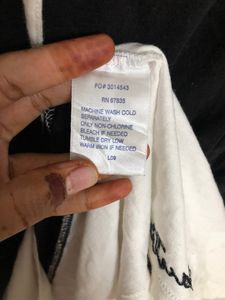 PO# 3014543
RN 67835
MACHINE WASH COLD
SEPARATELY
ONLY NON-CHLORINE
BLEACH IF NEEDED
TUMBLE DRY LOW
WARM IRON IF NEEDED
L09